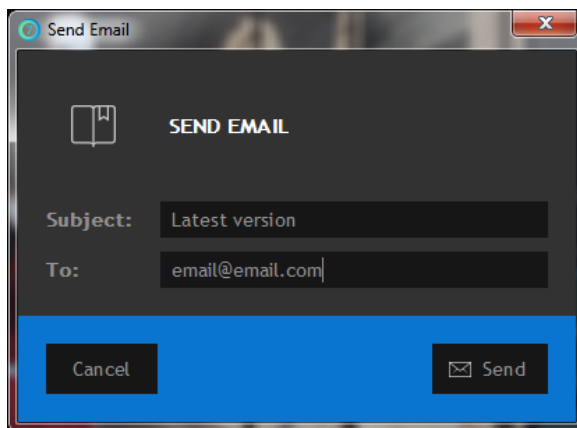 Send Email
SEND EMAIL
Subject: Latest version
To: email@email.com
Cancel Send